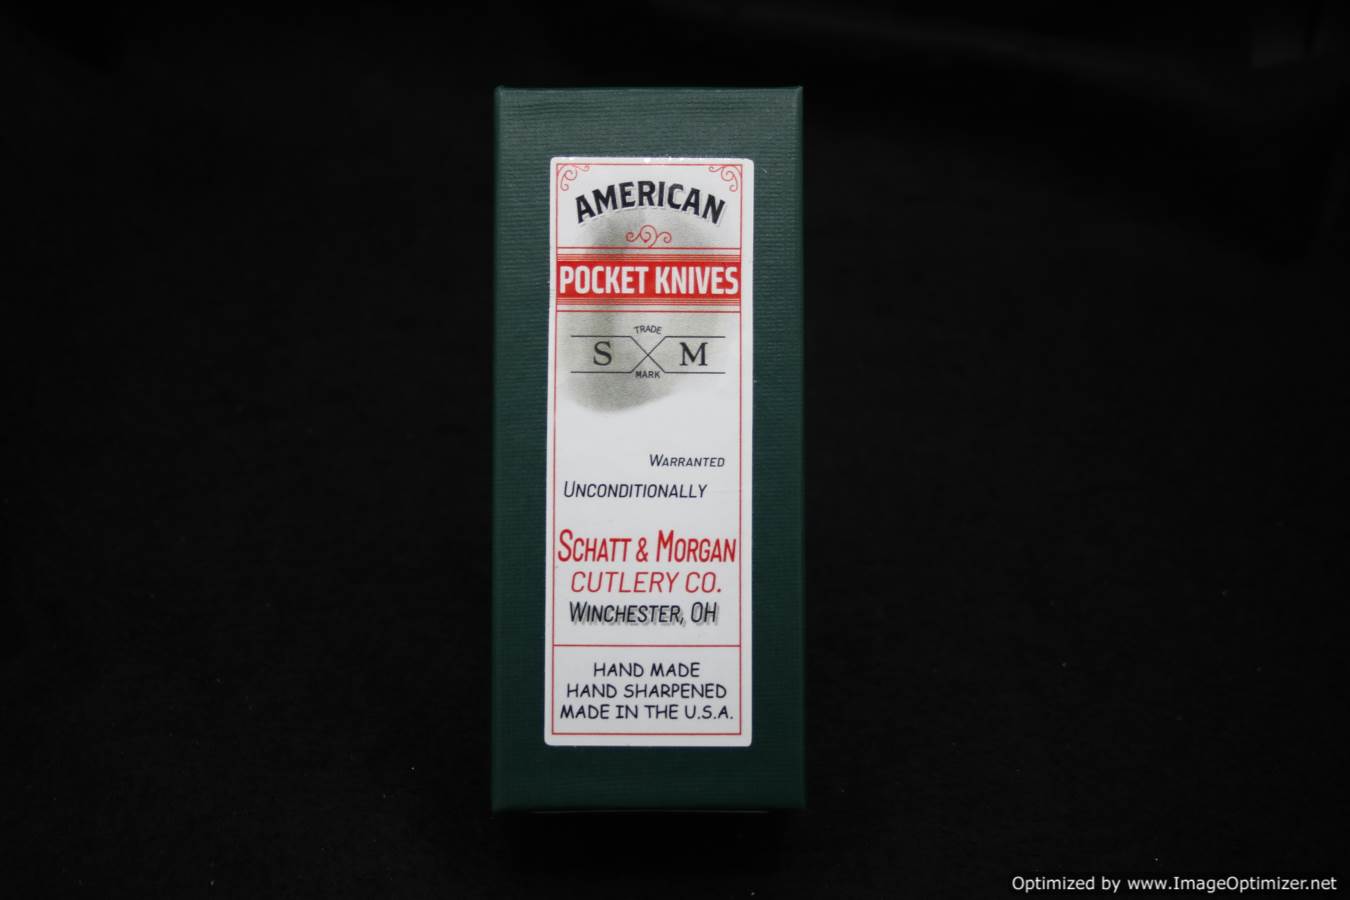 AMERICAN
POCKET KNIVES
TRADE
S M
MARK
WARRANTED
UNCONDITIONALLY
SCHATT & MORGAN
CUTLERY CO.
WINCHESTER, OH
HAND MADE
HAND SHARPENED
MADE IN THE U.S.A.
Optimized by www.ImageOptimizer.net